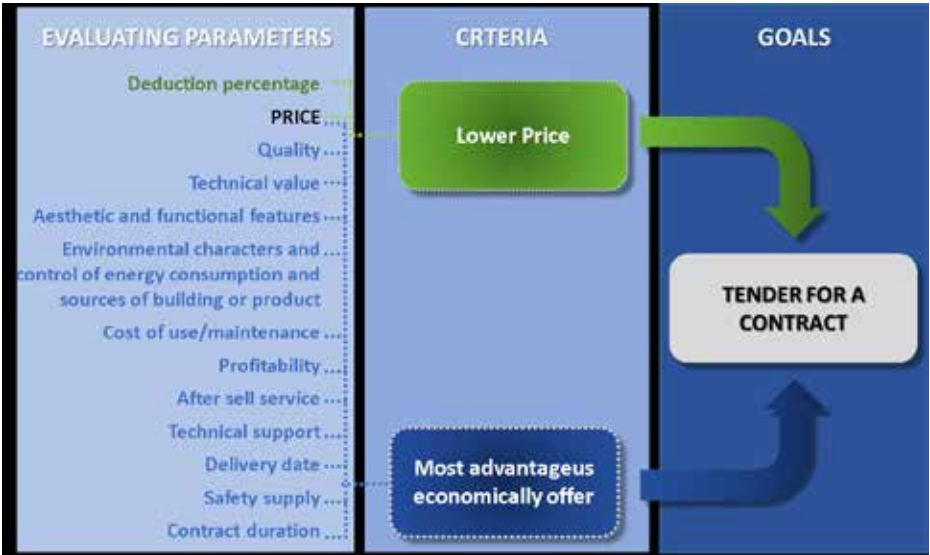 EVALUATING PARAMETERS
Deduction percentage
PRICE
Quality
Technical value
Aesthetic and functional features
Environmental characters and
control of energy consumption and
sources of building or product
Cost of use/maintenance
Profitability
After sell service
Technical support
Delivery date
Safety supply
Contract duration
CRTERIA
Lower Price
Most advantageus
economically offer
GOALS
TENDER FOR A
CONTRACT